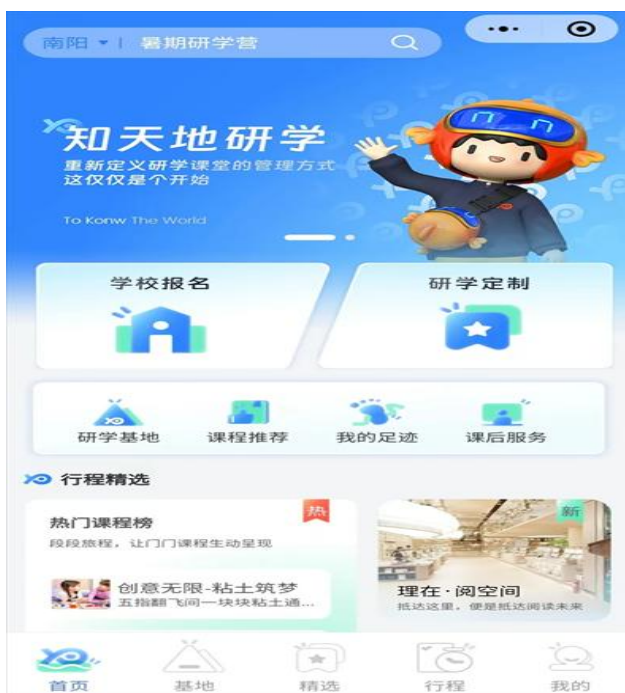 南阳 暑期研学营
知天地研学
重新定义研学课堂的管理方式
这仅仅是个开始
To Konw The World
学校报名 研学定制
研学基地 课程推荐 我的足迹 课后服务
行程精选
热门课程榜 热
段段旅程，让门门课程生动呈现
创意无限-粘土筑梦
五指翻飞间一块块粘土通...
新
理在·阅空间
抵达这里，便是抵达阅读未来
首页 基地 精选 行程 我的